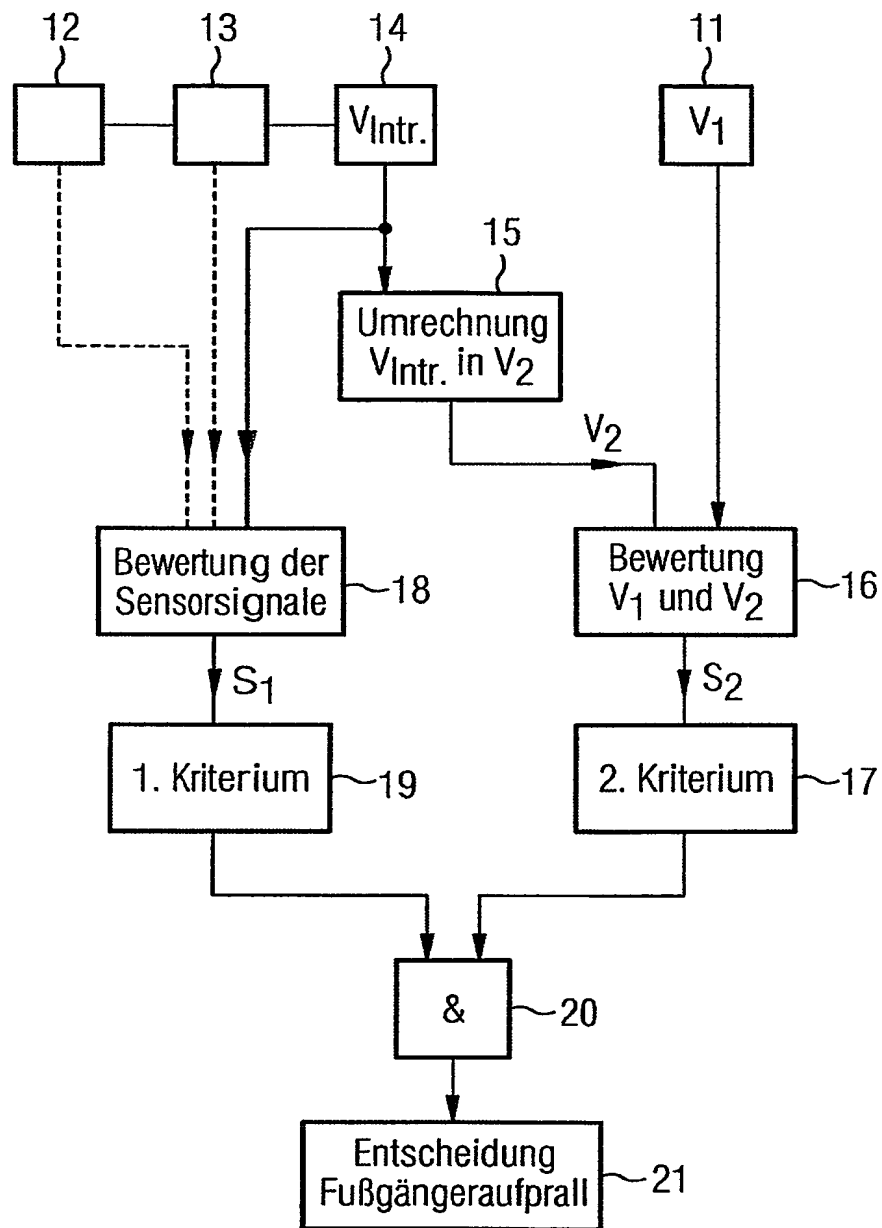 12
13
14
11
VIntr.
V1
15
Umrechnung
VIntr. in V2
V2
Bewertung der
Sensorsignale
18
Bewertung
V1 und V2
16
S1
S2
1. Kriterium
19
2. Kriterium
17
&
20
Entscheidung
Fußgängeraufprall
21